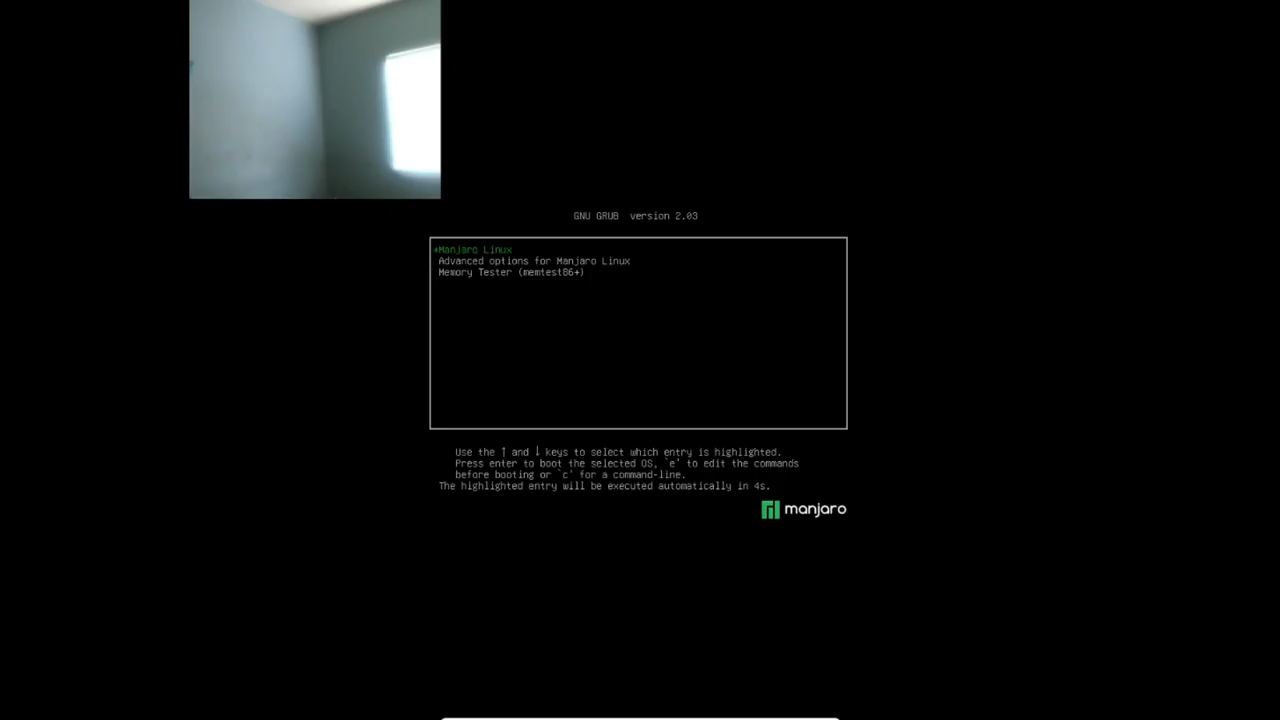 GNU GRUB version 2.03
*Manjaro Linux
Advanced options for Manjaro Linux
Memory Tester (memtest86+)
Use the ↑ and ↓ keys to select which entry is highlighted.
Press enter to boot the selected OS, `e' to edit the commands
before booting or `c' for a command-line.
The highlighted entry will be executed automatically in 4s.
manjaro